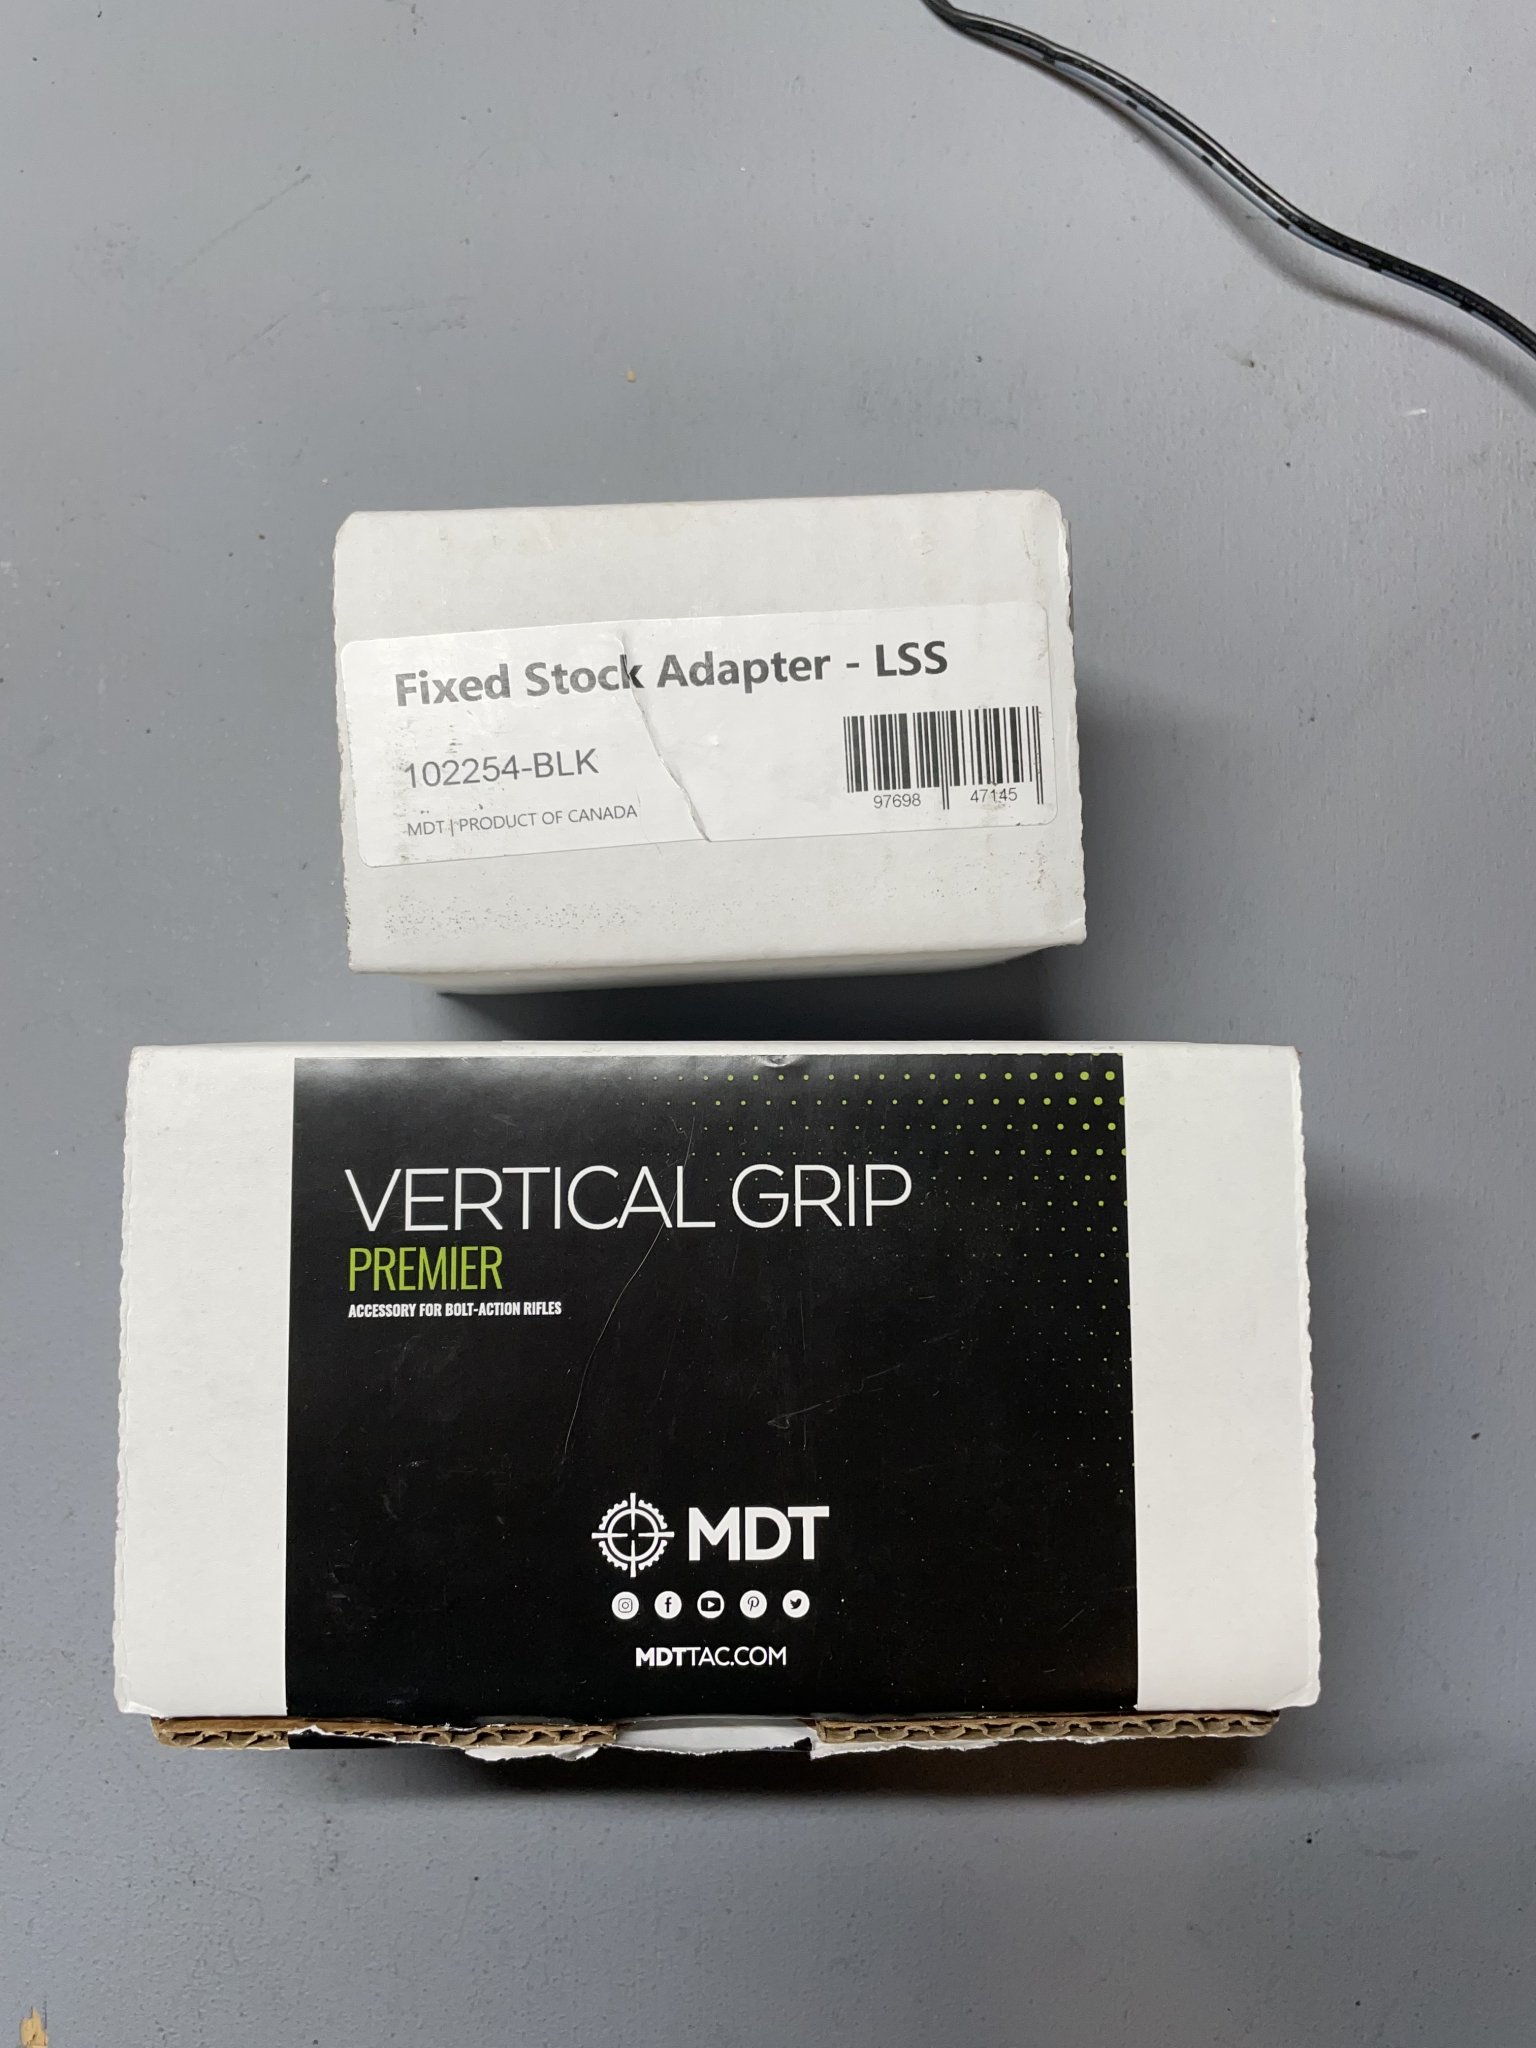 Fixed Stock Adapter - LSS
102254-BLK
97698 47145
MDT | PRODUCT OF CANADA
VERTICAL GRIP
PREMIER
ACCESSORY FOR BOLT-ACTION RIFLES
MDT
MDTTAC.COM